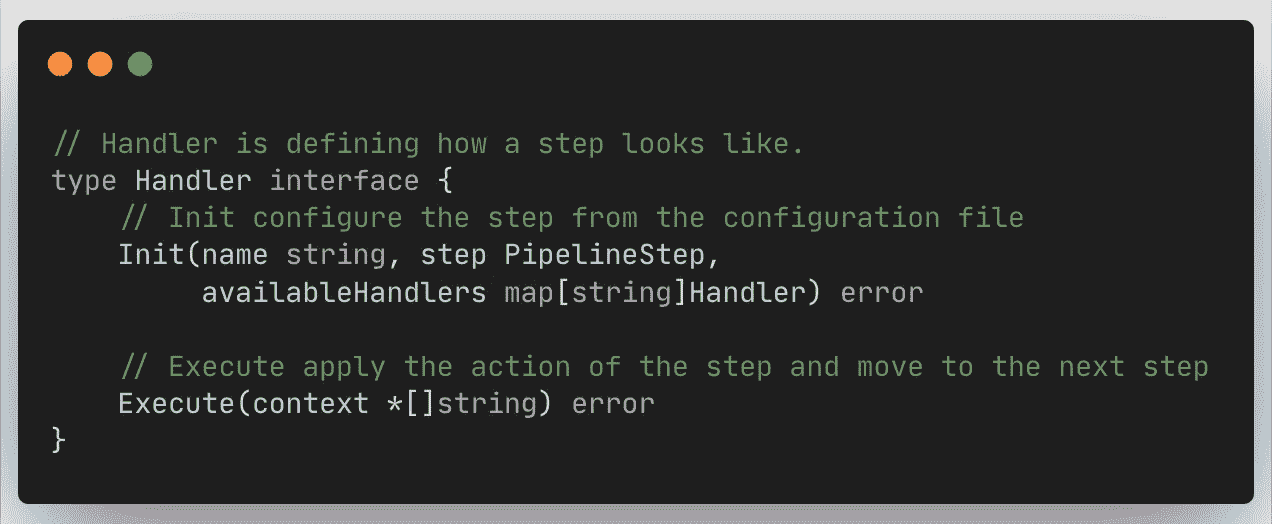 // Handler is defining how a step looks like.
type Handler interface {
// Init configure the step from the configuration file
Init(name string, step PipelineStep,
availableHandlers map[string]Handler) error
// Execute apply the action of the step and move to the next step
Execute(context *[]string) error
}